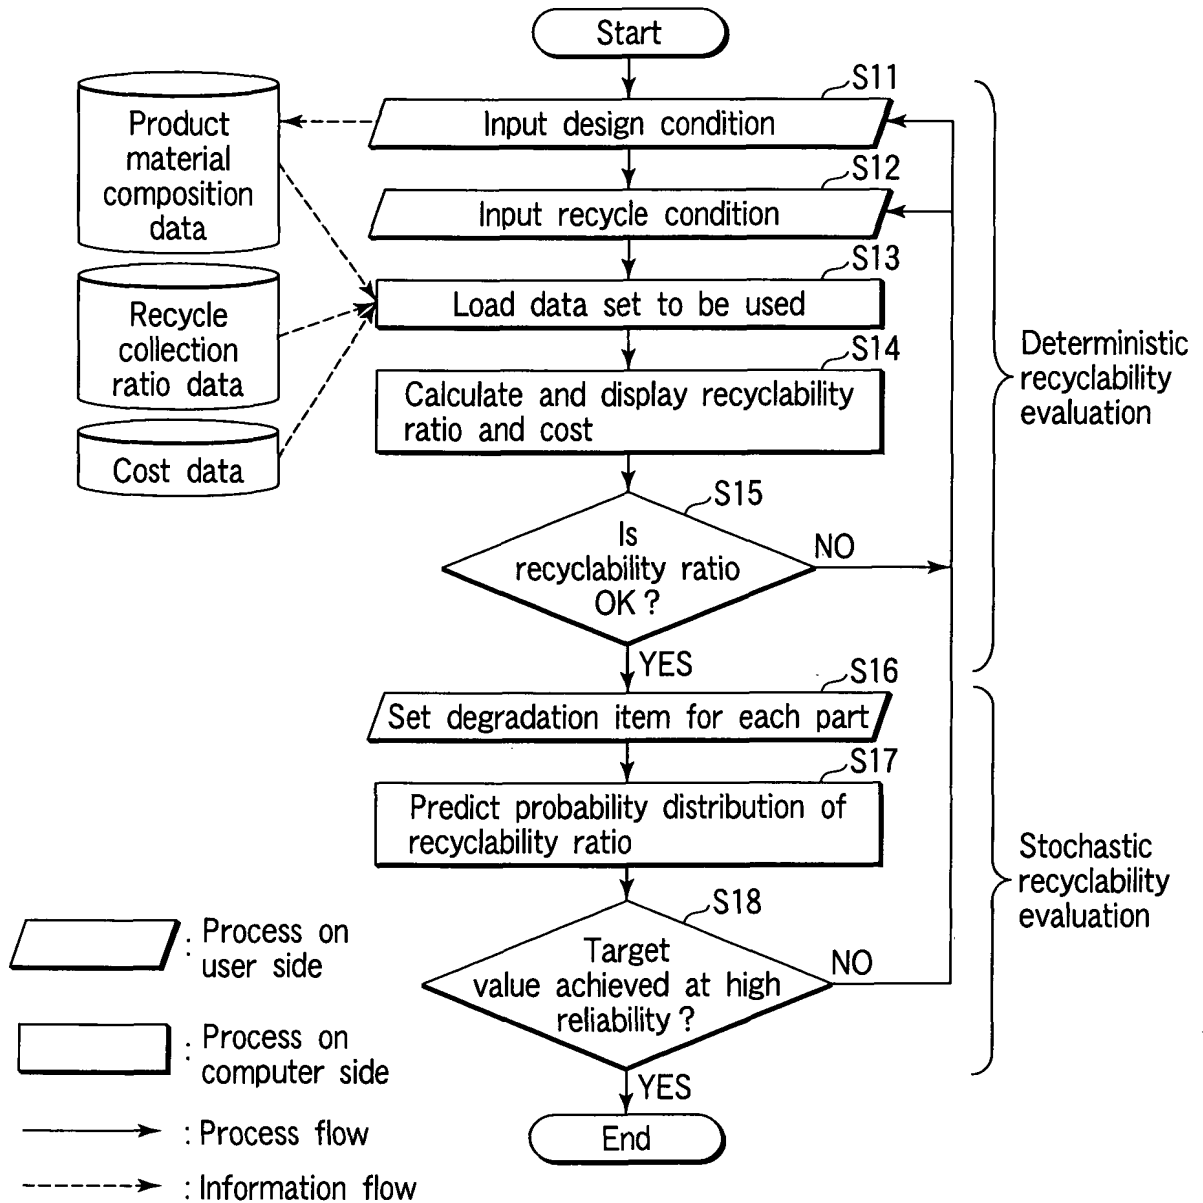 Start
S11
Input design condition
S12
Input recycle condition
S13
Load data set to be used
S14
Calculate and display recyclability
ratio and cost
S15
Is
recyclability ratio
OK ?
NO
YES
Product
material
composition
data
Recycle
collection
ratio data
Cost data
Deterministic
recyclability
evaluation
S16
Set degradation item for each part
S17
Predict probability distribution of
recyclability ratio
S18
Target
value achieved at high
reliability ?
NO
YES
End
Stochastic
recyclability
evaluation
: Process on
user side
: Process on
computer side
: Process flow
: Information flow